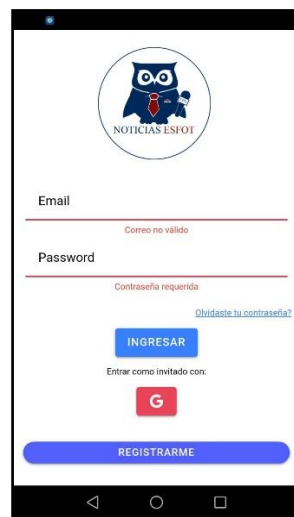 NOTICIAS ESFOT
Email
Correo no válido
Password
Contraseña requerida
Olvidaste tu contraseña?
INGRESAR
Entrar como invitado con:
G
REGISTRARME